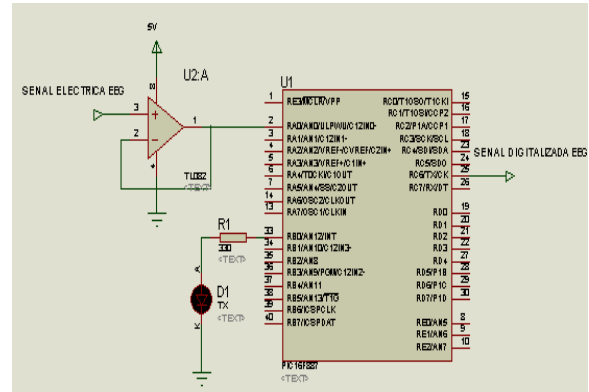 5V
U2:A
SENAL ELECTRICA EEG
8
3
2
1
4
TL082
<TEXT>
U1
1 RE3/MCLR/VPP
2 RA0/AN0/ULPWU/C12IN0-
3 RA1/AN1/C12IN1-
4 RA2/AN2/VREF-/CVREF/C2IN+
5 RA3/AN3/VREF+/C1IN+
6 RA4/T0CK/C1OUT
7 RA5/AN4/SS/C2OUT
14 RA6/OSC2/CLKOUT
13 RA7/OSC1/CLKIN
33 RB0/AN12/INT
34 RB1/AN10/C12IN3-
35 RB2/AN8
36 RB3/AN9/PGM/C12IN2-
37 RB4/AN11
38 RB5/AN13/T1G
39 RB6/ICSPCLK
40 RB7/ICSPDAT
RC0/T1OSO/T1CKI 15
RC1/T1OSI/CCP2 16
RC2/P1A/CCP1 17
RC3/SCK/SCL 18
RC4/SDI/SDA 23
RC5/SDO 24
RC6/TX/CK 25
RC7/RX/DT 26
RD0 19
RD1 20
RD2 21
RD3 22
RD4 27
RD5/P1B 28
RD6/P1C 29
RD7/P1D 30
RE0/AN5 8
RE1/AN6 9
RE2/AN7 10
PIC16F887
<TEXT>
SENAL DIGITALIZADA EEG
R1
330
<TEXT>
A
D1
TX
<TEXT>
K